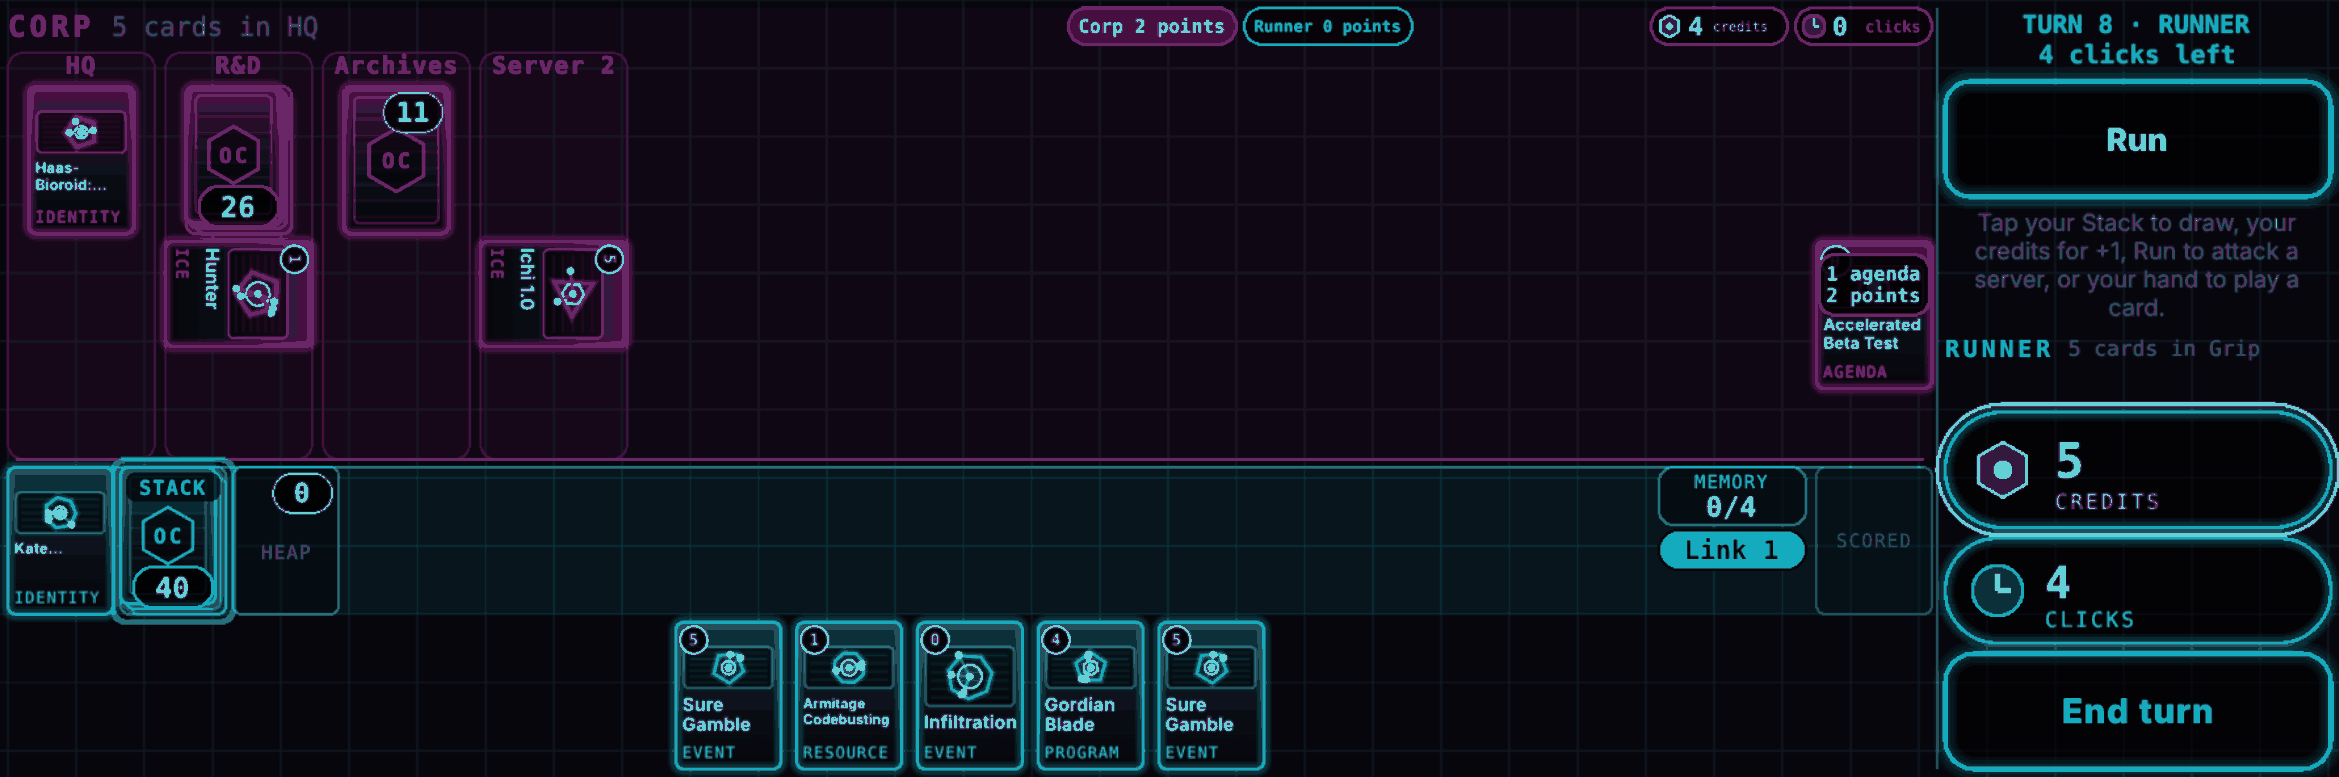 CORP 5 cards in HQ
Corp 2 points
Runner 0 points
4 credits
0 clicks
TURN 8 · RUNNER
4 clicks left
HQ
R&D
Archives
Server 2
Haas-
Bioroid:...
IDENTITY
OC
26
11
OC
ICE
Hunter
1
ICE
Ichi 1.0
5
1 agenda
2 points
Accelerated
Beta Test
AGENDA
Run
Tap your Stack to draw, your
credits for +1, Run to attack a
server, or your hand to play a
card.
RUNNER 5 cards in Grip
5
CREDITS
4
CLICKS
End turn
Kate...
IDENTITY
STACK
OC
40
0
HEAP
MEMORY
0/4
Link 1
SCORED
5
Sure
Gamble
EVENT
1
Armitage
Codebusting
RESOURCE
0
Infiltration
EVENT
4
Gordian
Blade
PROGRAM
5
Sure
Gamble
EVENT